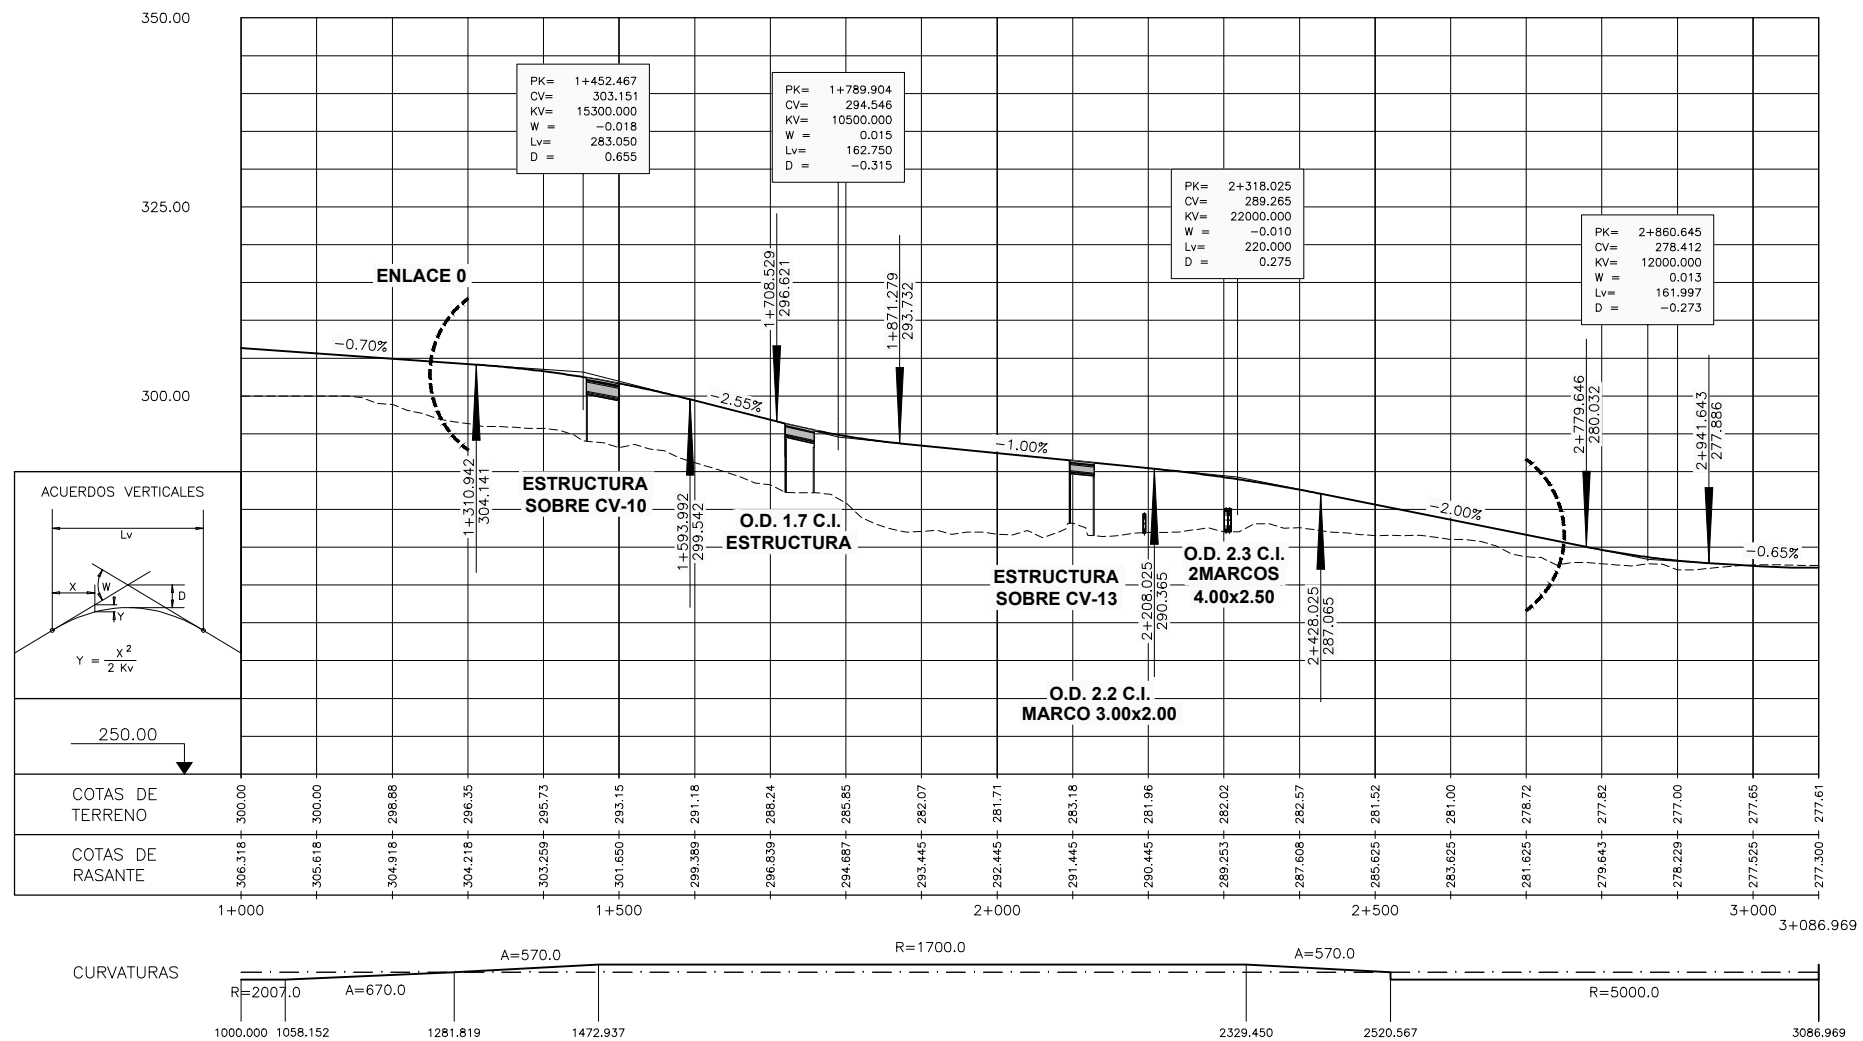 350.00
325.00
300.00
PK= 1+452.467
CV= 303.151
KV= 15300.000
W = -0.018
Lv= 283.050
D = 0.655
PK= 1+789.904
CV= 294.546
KV= 10500.000
W = 0.015
Lv= 162.750
D = -0.315
PK= 2+318.025
CV= 289.265
KV= 22000.000
W = -0.010
Lv= 220.000
D = 0.275
PK= 2+860.645
CV= 278.412
KV= 12000.000
W = 0.013
Lv= 161.997
D = -0.273
ENLACE 0
-0.70%
-2.55%
-1.00%
-2.00%
-0.65%
1+310.942
304.141
1+593.992
299.542
1+708.529
296.621
1+871.279
293.732
2+208.025
290.365
2+428.025
287.065
2+779.646
280.032
2+941.643
277.886
ESTRUCTURA
SOBRE CV-10
O.D. 1.7 C.I.
ESTRUCTURA
ESTRUCTURA
SOBRE CV-13
O.D. 2.3 C.I.
2MARCOS
4.00x2.50
O.D. 2.2 C.I.
MARCO 3.00x2.00
ACUERDOS VERTICALES
Lv
X
W
D
Y
Y = X²
2 Kv
250.00
COTAS DE
TERRENO
300.00 300.00 298.88 296.35 295.73 293.15 291.18 288.24 285.85 282.07 281.71 283.18 281.96 282.02 282.57 281.52 281.00 278.72 277.82 277.00 277.65 277.61
COTAS DE
RASANTE
306.318 305.618 304.918 304.218 303.259 301.650 299.389 296.839 294.687 293.445 292.445 291.445 290.445 289.253 287.608 285.625 283.625 281.625 279.643 278.229 277.525 277.300
1+000 1+500 2+000 2+500 3+000
3+086.969
CURVATURAS
R=2007.0 A=670.0 A=570.0 R=1700.0 A=570.0 R=5000.0
1000.000 1058.152 1281.819 1472.937 2329.450 2520.567 3086.969